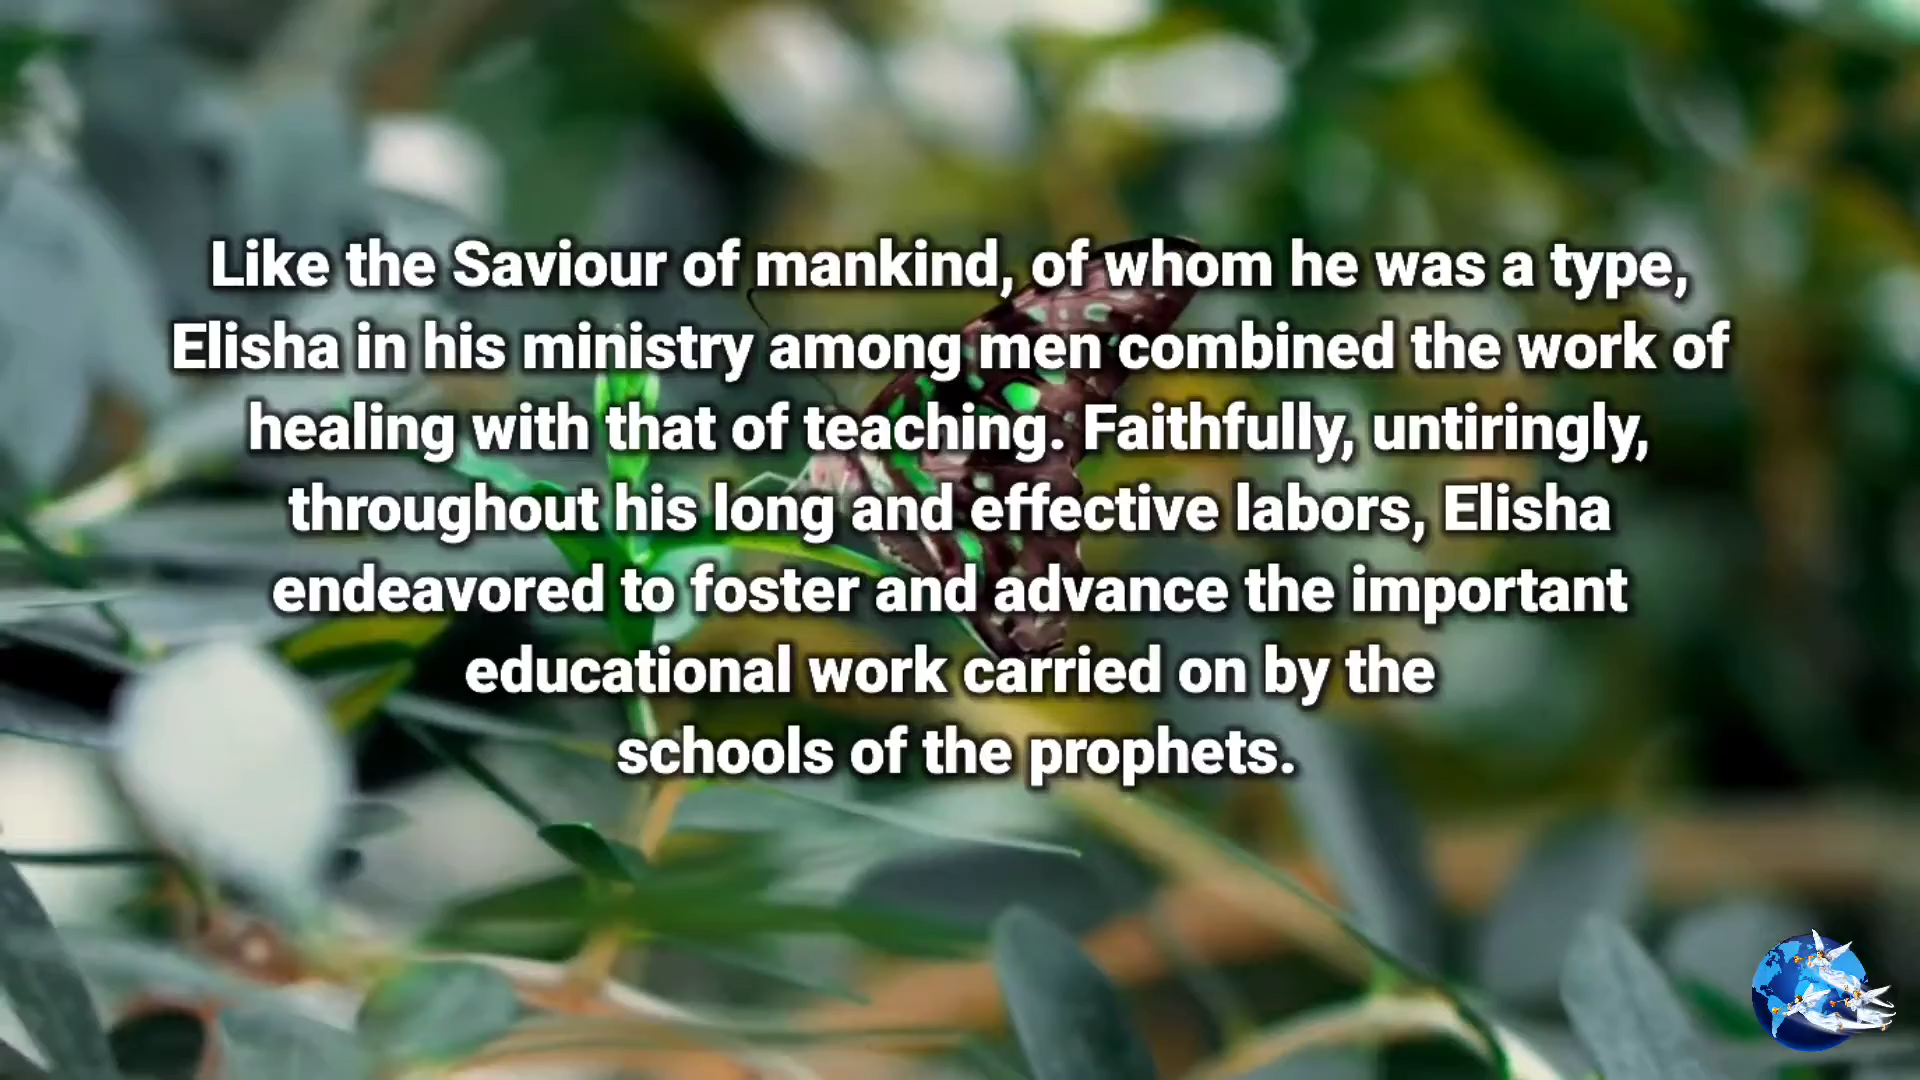 Like the Saviour of mankind, of whom he was a type,
Elisha in his ministry among men combined the work of
healing with that of teaching. Faithfully, untiringly,
throughout his long and effective labors, Elisha
endeavored to foster and advance the important
educational work carried on by the
schools of the prophets.